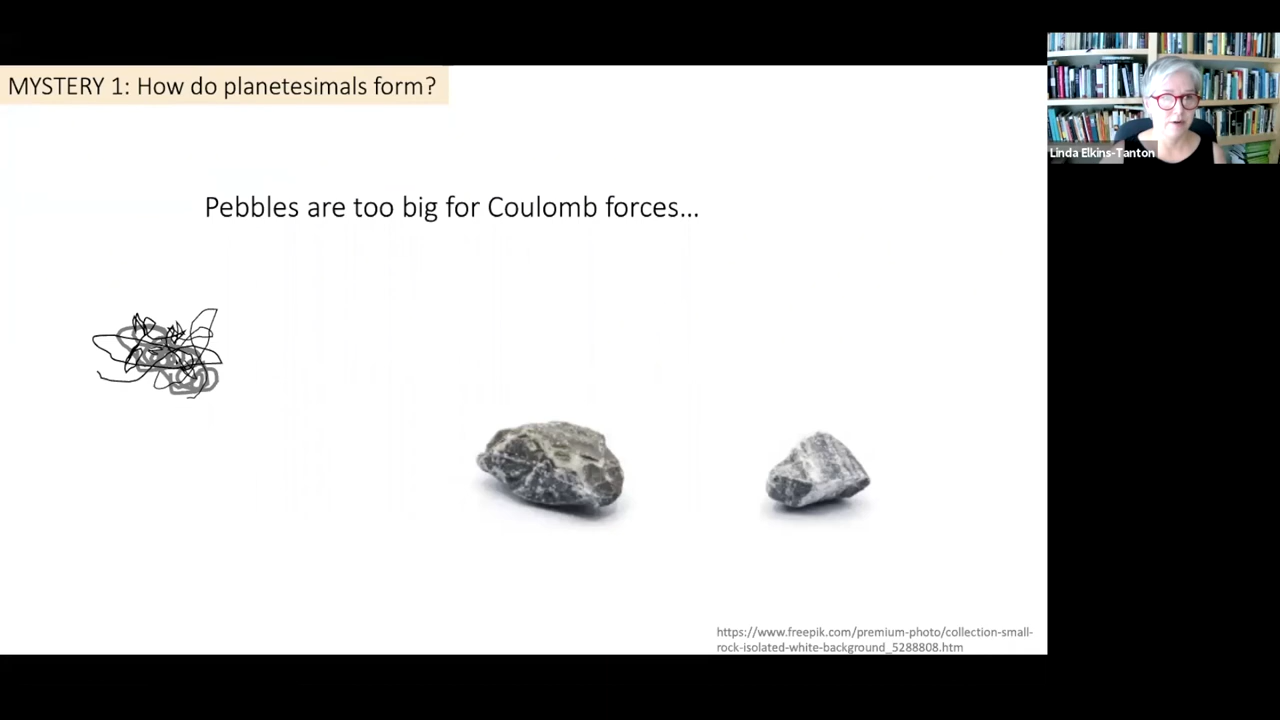 MYSTERY 1: How do planetesimals form?
Pebbles are too big for Coulomb forces…
https://www.freepik.com/premium-photo/collection-small-
rock-isolated-white-background_5288808.htm
Linda Elkins-Tanton